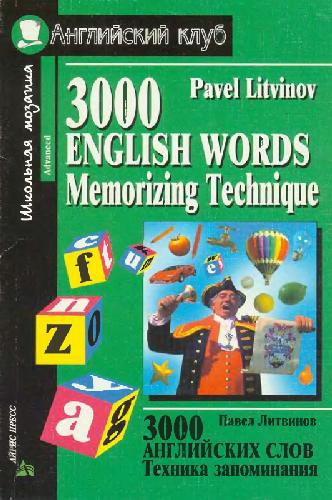 Английский клуб
Школьная мозаика
Advanced
Pavel Litvinov
3000
ENGLISH WORDS
Memorizing Technique
c
f
t
u
e
n
z
o
y
a
g
Павел Литвинов
3000
АНГЛИЙСКИХ СЛОВ
Техника запоминания
АЙРИС ПРЕСС